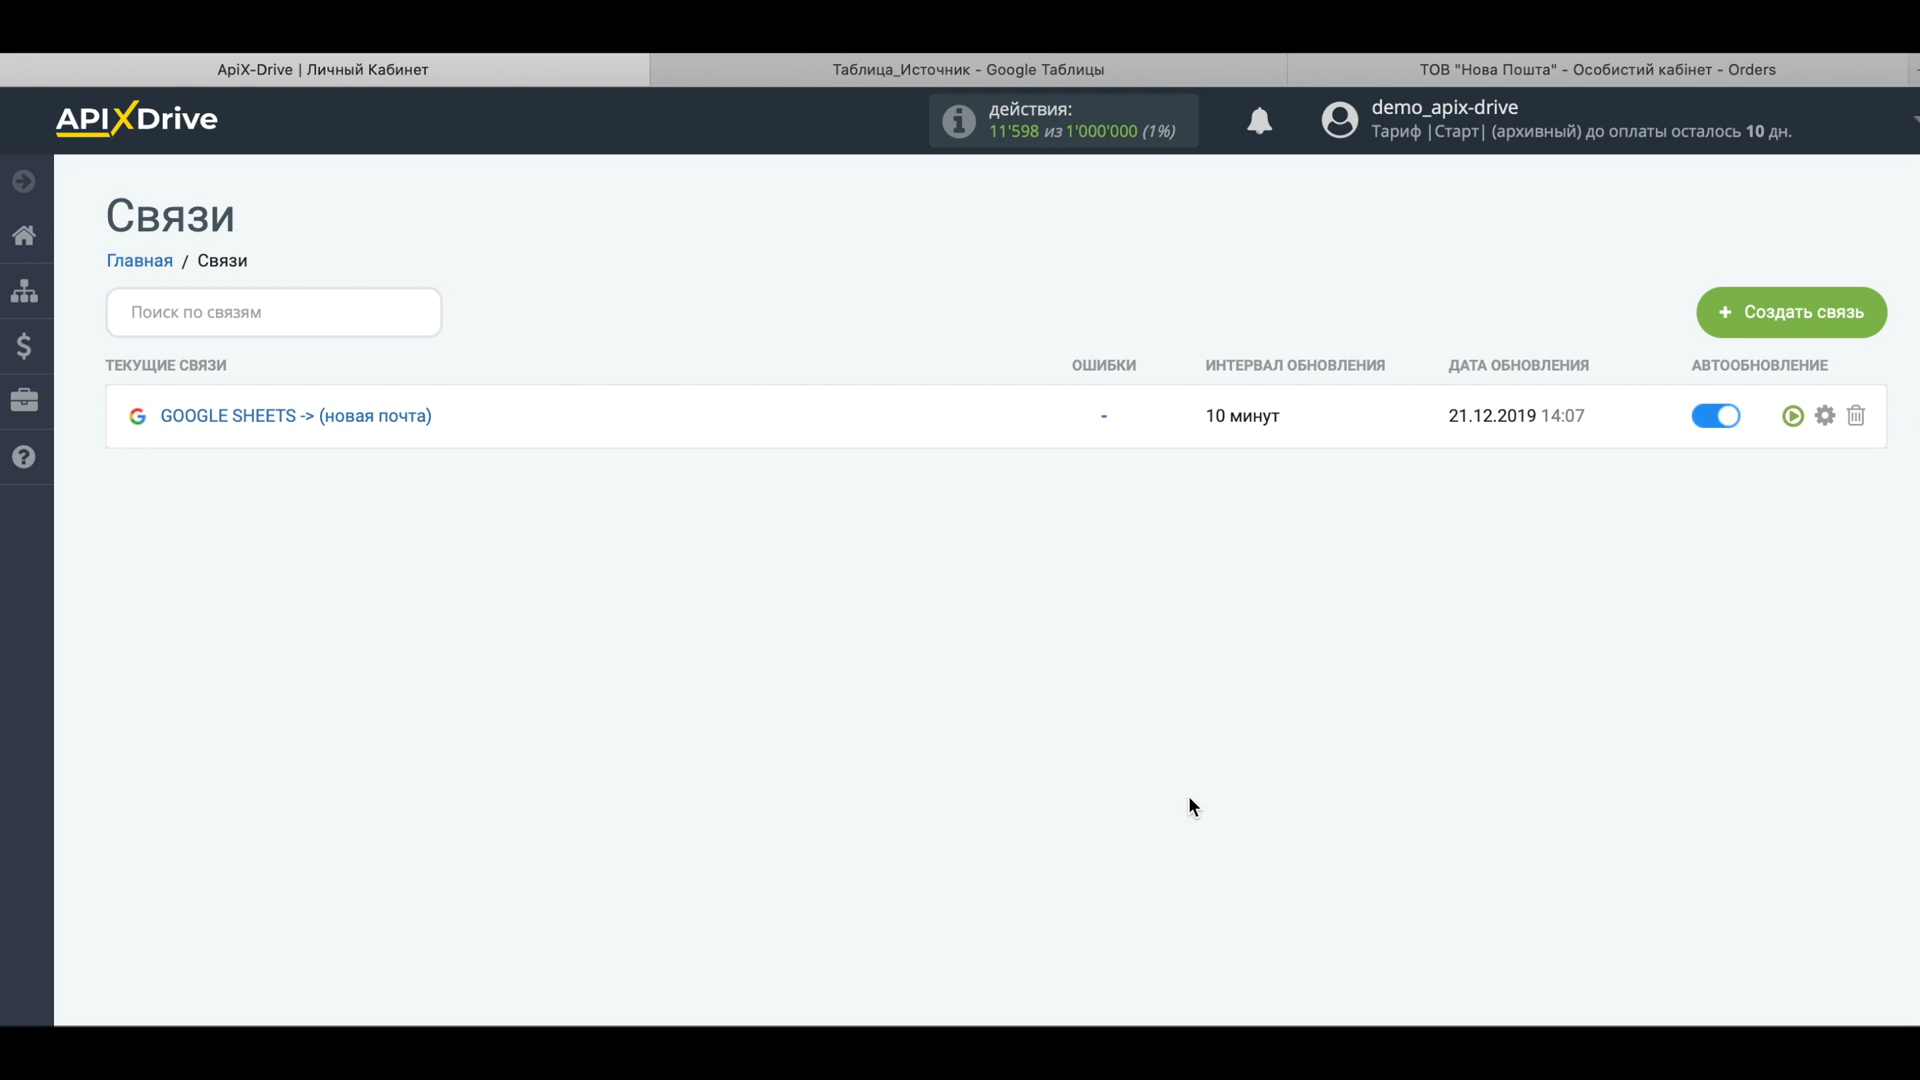 ApiX-Drive | Личный Кабинет
Таблица_Источник - Google Таблицы
ТОВ "Нова Пошта" - Особистий кабінет - Orders
APIXDrive
действия:
11'598 из 1'000'000 (1%)
demo_apix-drive
Тариф |Старт| (архивный) до оплаты осталось 10 дн.
Связи
Главная / Связи
Поиск по связям
+ Создать связь
ТЕКУЩИЕ СВЯЗИ
ОШИБКИ
ИНТЕРВАЛ ОБНОВЛЕНИЯ
ДАТА ОБНОВЛЕНИЯ
АВТООБНОВЛЕНИЕ
GOOGLE SHEETS -> (новая почта)
-
10 минут
21.12.2019 14:07